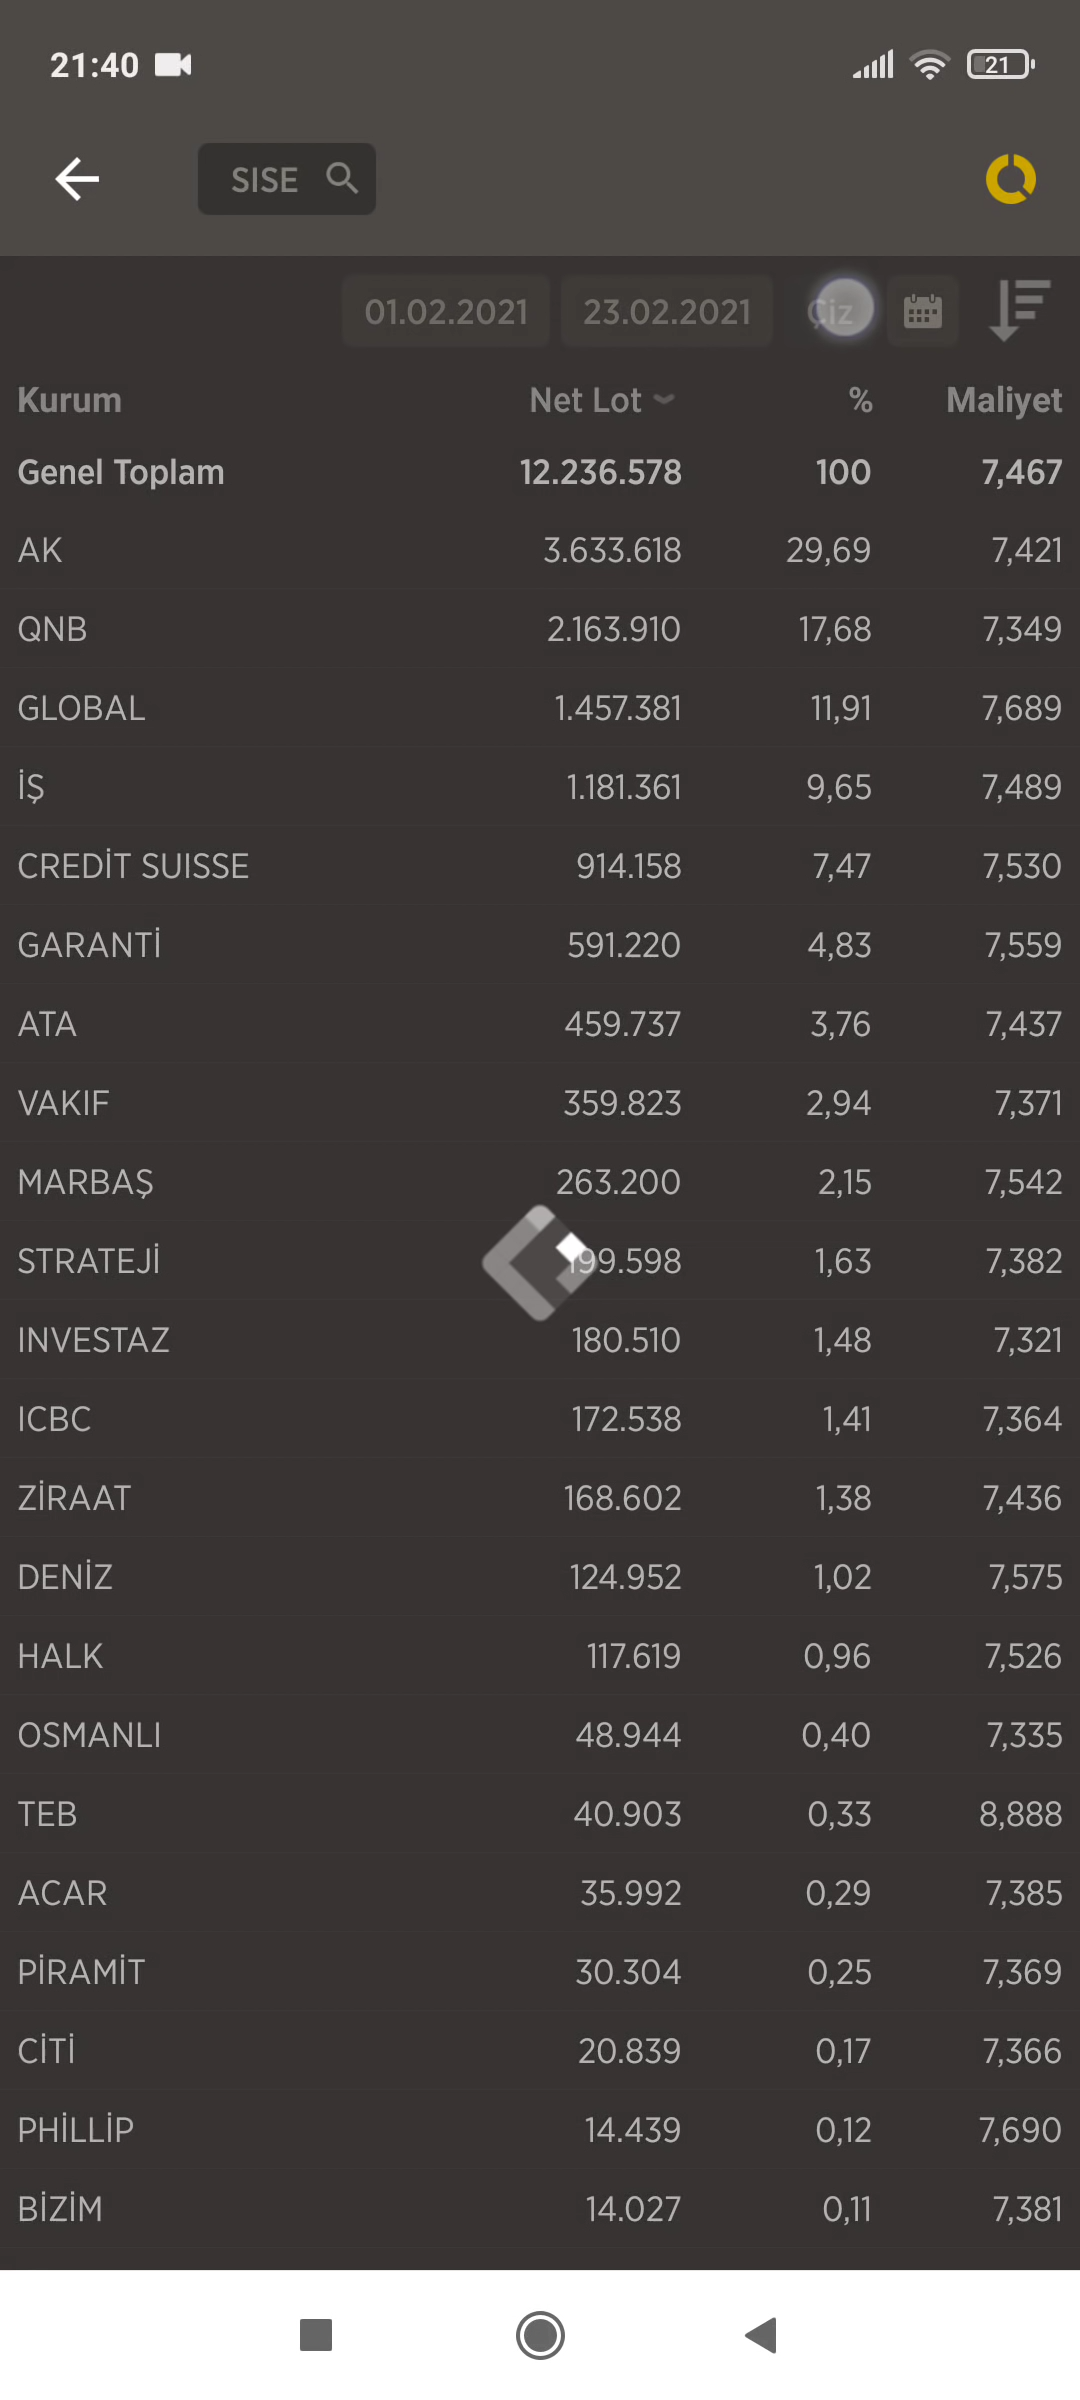 21:40 21
SISE
01.02.2021 23.02.2021 Çiz
Kurum Net Lot % Maliyet
Genel Toplam 12.236.578 100 7,467
AK 3.633.618 29,69 7,421
QNB 2.163.910 17,68 7,349
GLOBAL 1.457.381 11,91 7,689
İŞ 1.181.361 9,65 7,489
CREDİT SUISSE 914.158 7,47 7,530
GARANTİ 591.220 4,83 7,559
ATA 459.737 3,76 7,437
VAKIF 359.823 2,94 7,371
MARBAŞ 263.200 2,15 7,542
STRATEJİ 199.598 1,63 7,382
INVESTAZ 180.510 1,48 7,321
ICBC 172.538 1,41 7,364
ZİRAAT 168.602 1,38 7,436
DENİZ 124.952 1,02 7,575
HALK 117.619 0,96 7,526
OSMANLI 48.944 0,40 7,335
TEB 40.903 0,33 8,888
ACAR 35.992 0,29 7,385
PİRAMİT 30.304 0,25 7,369
CİTİ 20.839 0,17 7,366
PHİLLİP 14.439 0,12 7,690
BİZİM 14.027 0,11 7,381